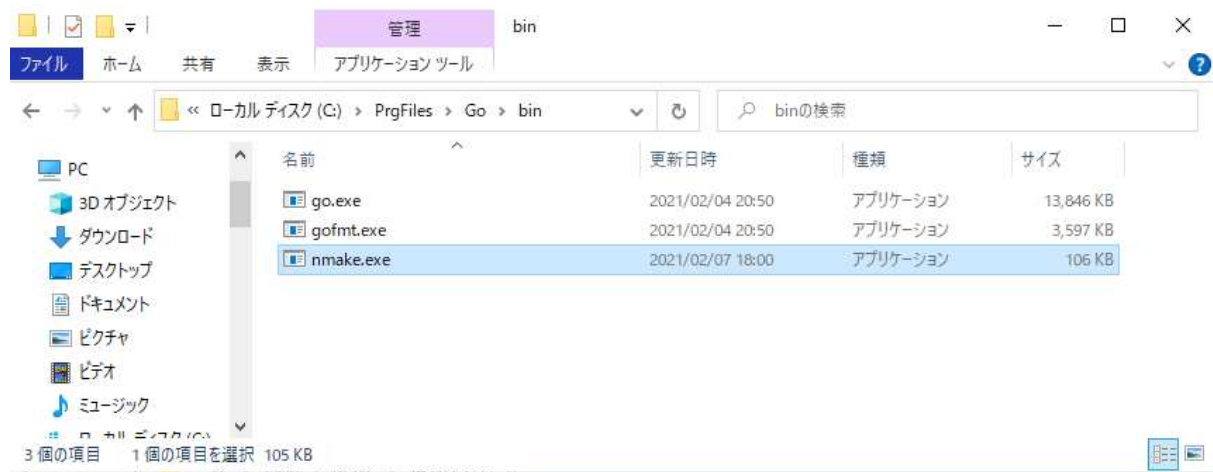 管理 bin
ファイル ホーム 共有 表示 アプリケーション ツール
« ローカル ディスク (C:) › PrgFiles › Go › bin binの検索
名前 更新日時 種類 サイズ
PC
3D オブジェクト
ダウンロード
デスクトップ
ドキュメント
ピクチャ
ビデオ
ミュージック
go.exe 2021/02/04 20:50 アプリケーション 13,846 KB
gofmt.exe 2021/02/04 20:50 アプリケーション 3,597 KB
nmake.exe 2021/02/07 18:00 アプリケーション 106 KB
3 個の項目 1 個の項目を選択 105 KB